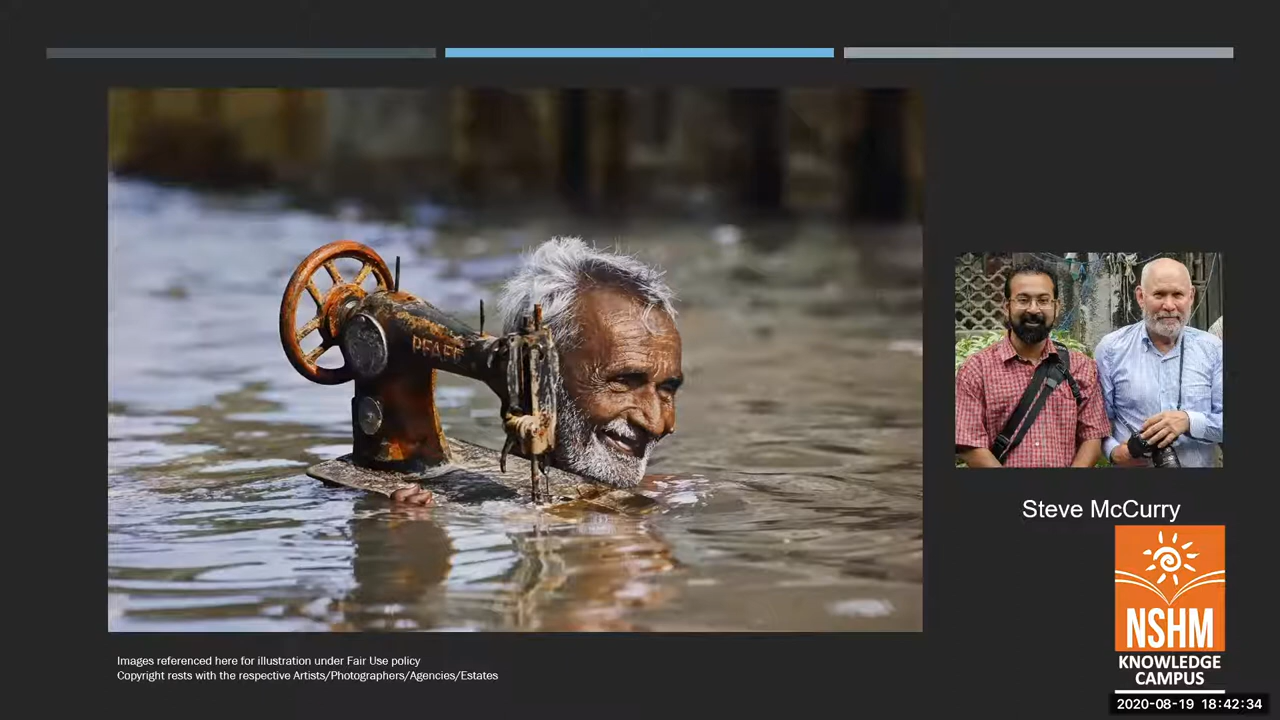 PFAFF
Steve McCurry
NSHM
KNOWLEDGE
CAMPUS
Images referenced here for illustration under Fair Use policy
Copyright rests with the respective Artists/Photographers/Agencies/Estates
2020-08-19 18:42:34